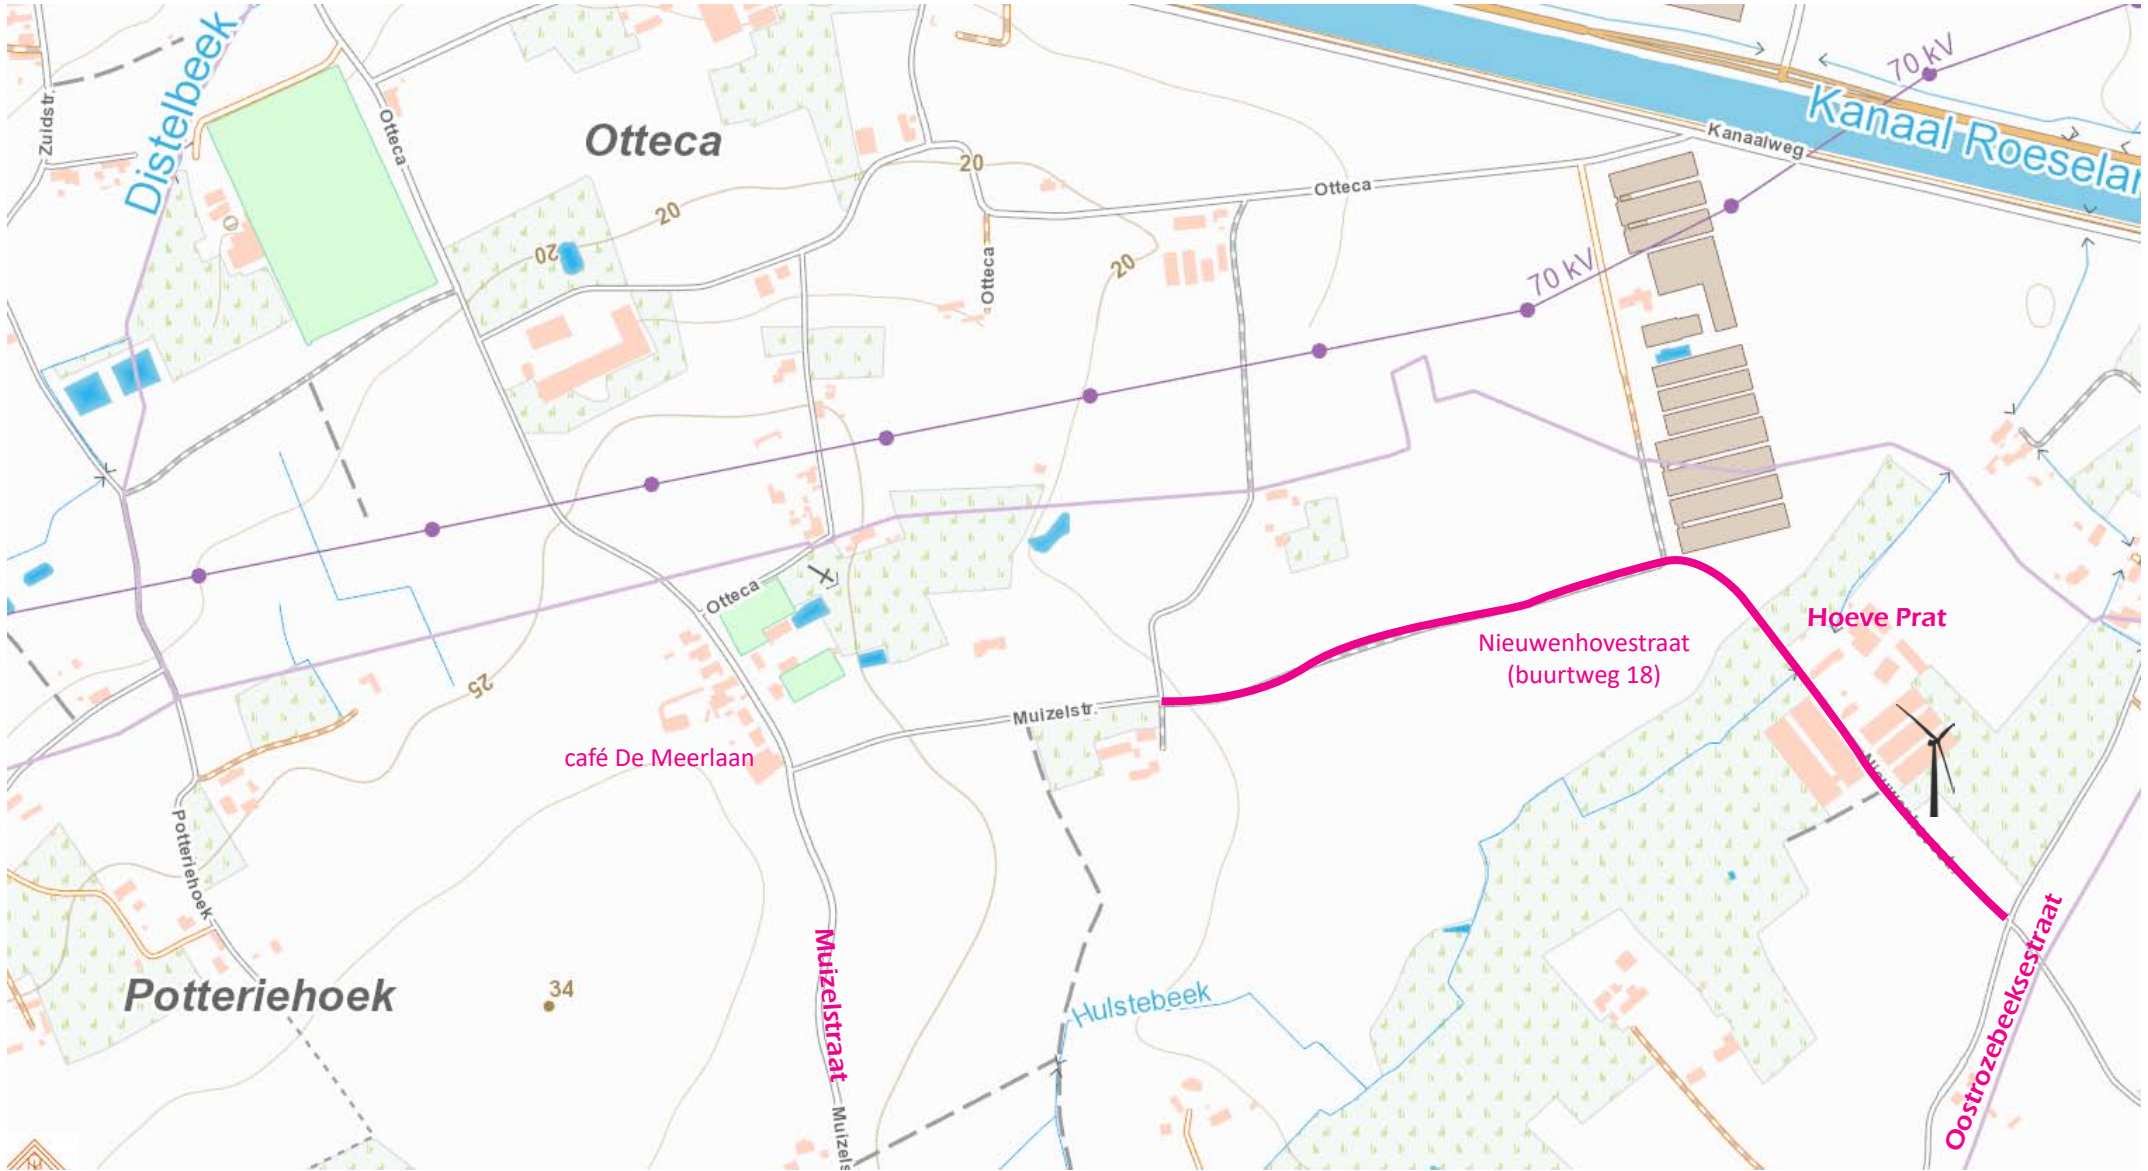 Distelbeek
Zuidstr.
Otteca
Otteca
20
20
20
20
Otteca
Otteca
Kanaalweg
70 kV
Kanaal Roeselar
70 kV
Otteca
Hoeve Prat
Nieuwenhovestraat
(buurtweg 18)
25
Muizelstr.
café De Meerlaan
Potteriehoek
Muizelstraat
Potteriehoek
34
Hulstebeek
Oostrozebeeksestraat
Muizels